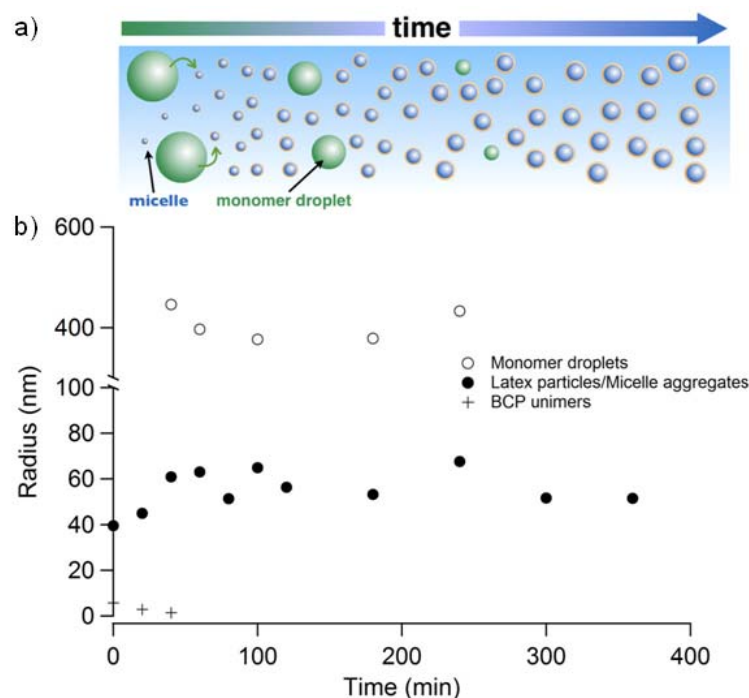 a)
time
micelle
monomer droplet
b)
600
400
100
80
60
40
20
0
Radius (nm)
Monomer droplets
Latex particles/Micelle aggregates
BCP unimers
0
100
200
300
400
Time (min)